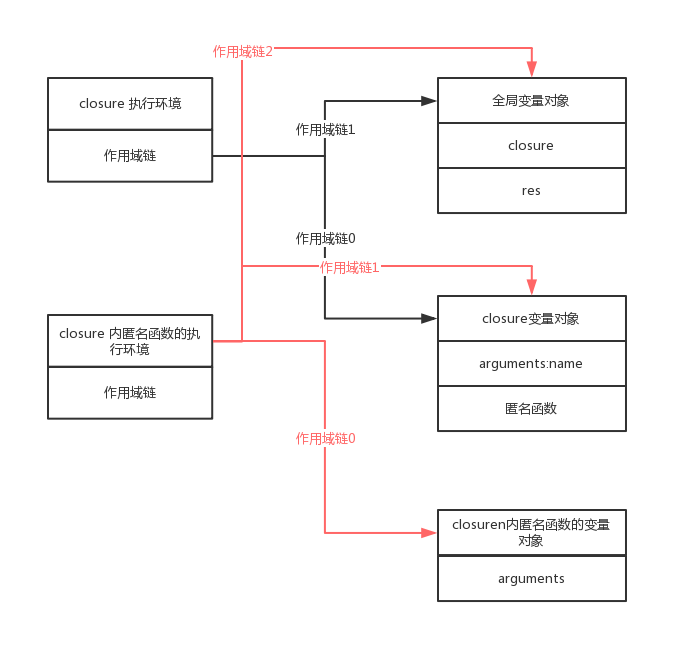 作用域链2
closure 执行环境
作用域链
作用域链1
全局变量对象
closure
res
作用域链0
作用域链1
closure 内匿名函数的执
行环境
作用域链
closure变量对象
arguments:name
匿名函数
作用域链0
closuren内匿名函数的变量
对象
arguments